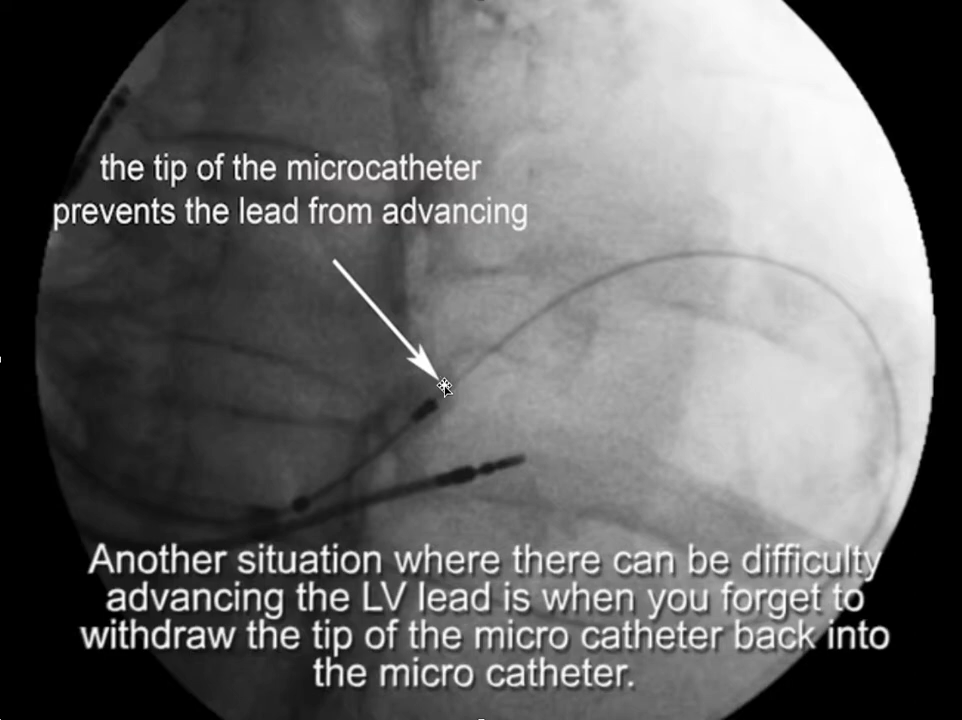 the tip of the microcatheter
prevents the lead from advancing
Another situation where there can be difficulty
advancing the LV lead is when you forget to
withdraw the tip of the micro catheter back into
the micro catheter.